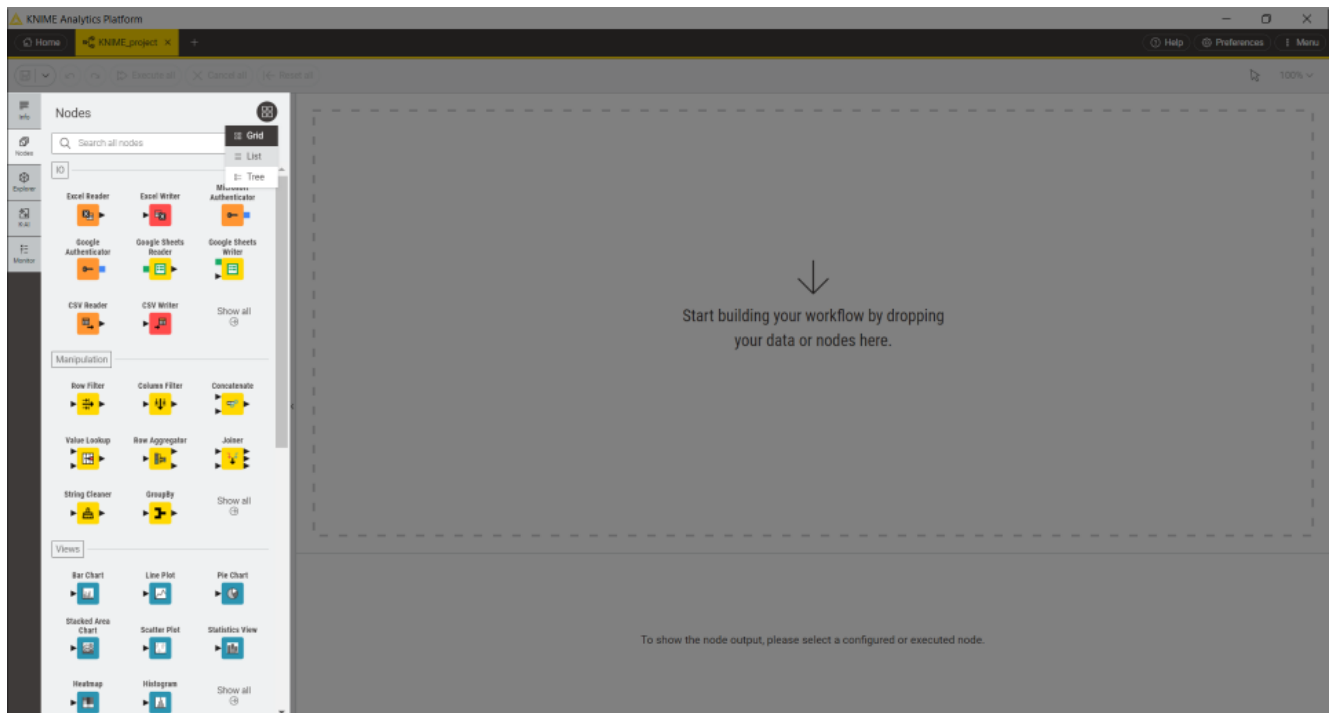 KNIME Analytics Platform
Home
KNIME_project
Help
Preferences
Menu
Execute all
Cancel all
Reset all
100%
Info
Nodes
Explorer
K-AI
Monitor
Nodes
Search all nodes
Grid
List
Tree
IO
Excel Reader
Excel Writer
Microsoft
Authenticator
Google
Authenticator
Google Sheets
Reader
Google Sheets
Writer
CSV Reader
CSV Writer
Show all
Manipulation
Row Filter
Column Filter
Concatenate
Value Lookup
Row Aggregator
Joiner
String Cleaner
GroupBy
Show all
Views
Bar Chart
Line Plot
Pie Chart
Stacked Area
Chart
Scatter Plot
Statistics View
Heatmap
Histogram
Show all
Start building your workflow by dropping
your data or nodes here.
To show the node output, please select a configured or executed node.